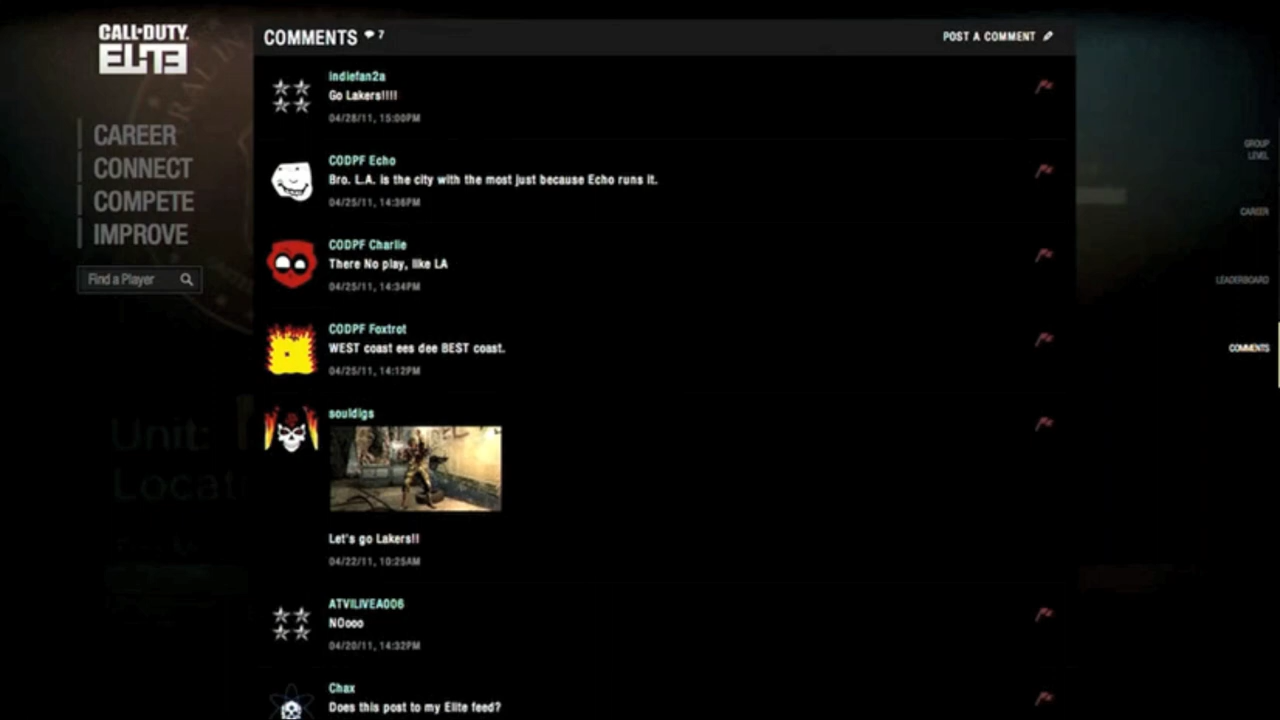 CALL OF DUTY
ELITE
CAREER
CONNECT
COMPETE
IMPROVE
Find a Player
COMMENTS 7
POST A COMMENT
indiefan2a
Go Lakers!!!!
04/28/11, 15:00PM
CODPF Echo
Bro. L.A. is the city with the most just because Echo runs it.
04/25/11, 14:36PM
CODPF Charlie
There No play, like LA
04/25/11, 14:34PM
CODPF Foxtrot
WEST coast ees dee BEST coast.
04/25/11, 14:12PM
souldigs
Let's go Lakers!!
04/22/11, 10:25AM
ATVILIVEA006
NOooo
04/20/11, 14:32PM
Chax
Does this post to my Elite feed?
GROUP
LEVEL
CAREER
LEADERBOARD
COMMENTS
Unit:
Locati